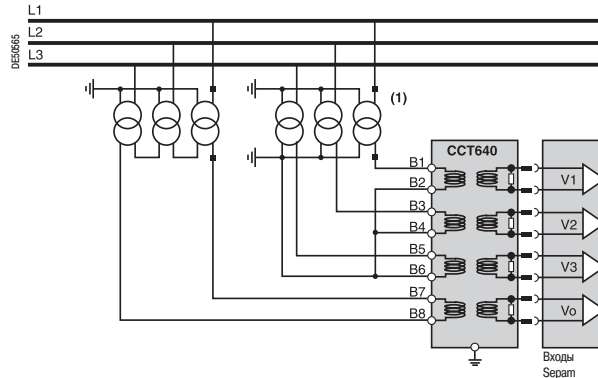 L1
L2
L3
DE50565
(1)
CCT640
B1
B2
V1
B3
B4
V2
B5
B6
V3
B7
B8
Vo
Входы
Sepam